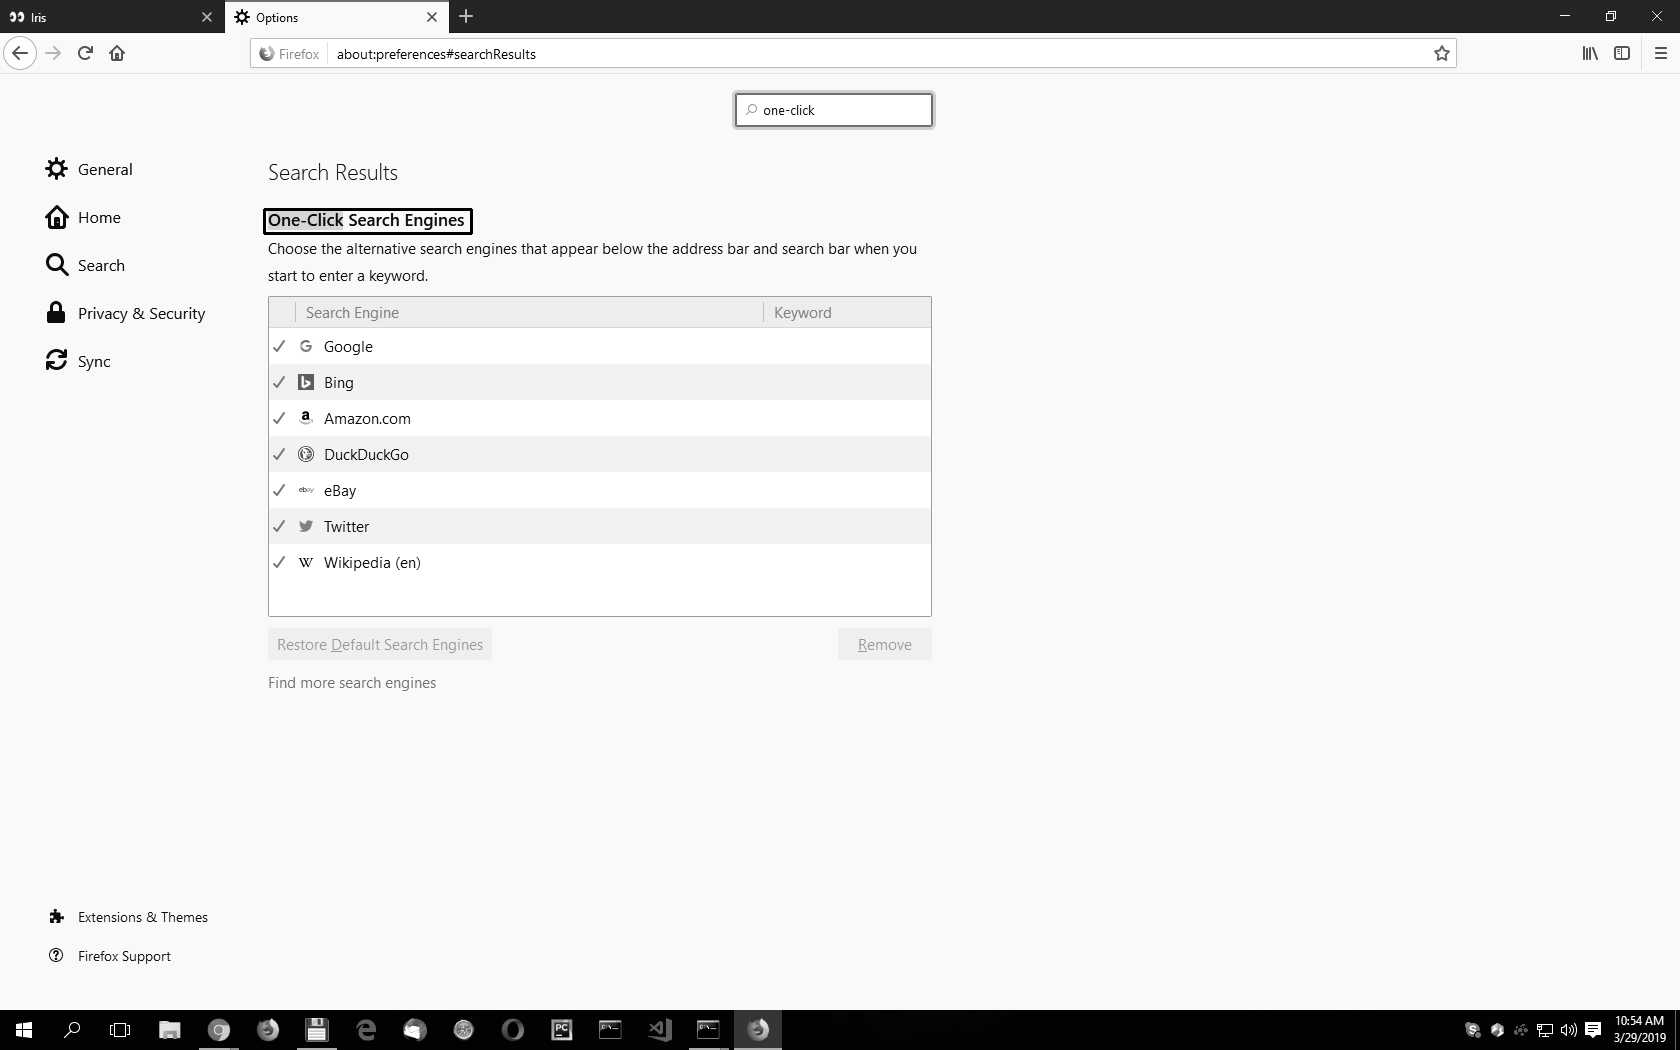 Iris
Options
Firefox
about:preferences#searchResults
one-click
General
Home
Search
Privacy & Security
Sync
Search Results
One-Click Search Engines
Choose the alternative search engines that appear below the address bar and search bar when you
start to enter a keyword.
Search Engine Keyword
Google
Bing
Amazon.com
DuckDuckGo
eBay
Twitter
Wikipedia (en)
Restore Default Search Engines Remove
Find more search engines
Extensions & Themes
Firefox Support
10:54 AM
3/29/2019